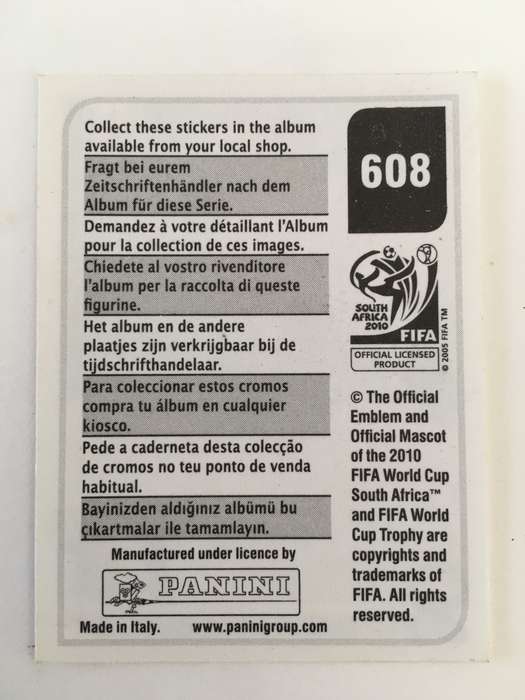 Collect these stickers in the album
available from your local shop.
Fragt bei eurem
Zeitschriftenhändler nach dem
Album für diese Serie.
Demandez à votre détaillant l'Album
pour la collection de ces images.
Chiedete al vostro rivenditore
l'album per la raccolta di queste
figurine.
Het album en de andere
plaatjes zijn verkrijgbaar bij de
tijdschrifthandelaar.
Para coleccionar estos cromos
compra tu álbum en cualquier
kiosco.
Pede a caderneta desta colecção
de cromos no teu ponto de venda
habitual.
Bayinizden aldığınız albümü bu
çıkartmalar ile tamamlayın.
Manufactured under licence by
PANINI
Made in Italy. www.paninigroup.com
608
SOUTH
AFRICA
2010
FIFA
OFFICIAL LICENSED
PRODUCT
© 2005 FIFA TM
© The Official
Emblem and
Official Mascot
of the 2010
FIFA World Cup
South Africa™
and FIFA World
Cup Trophy are
copyrights and
trademarks of
FIFA. All rights
reserved.